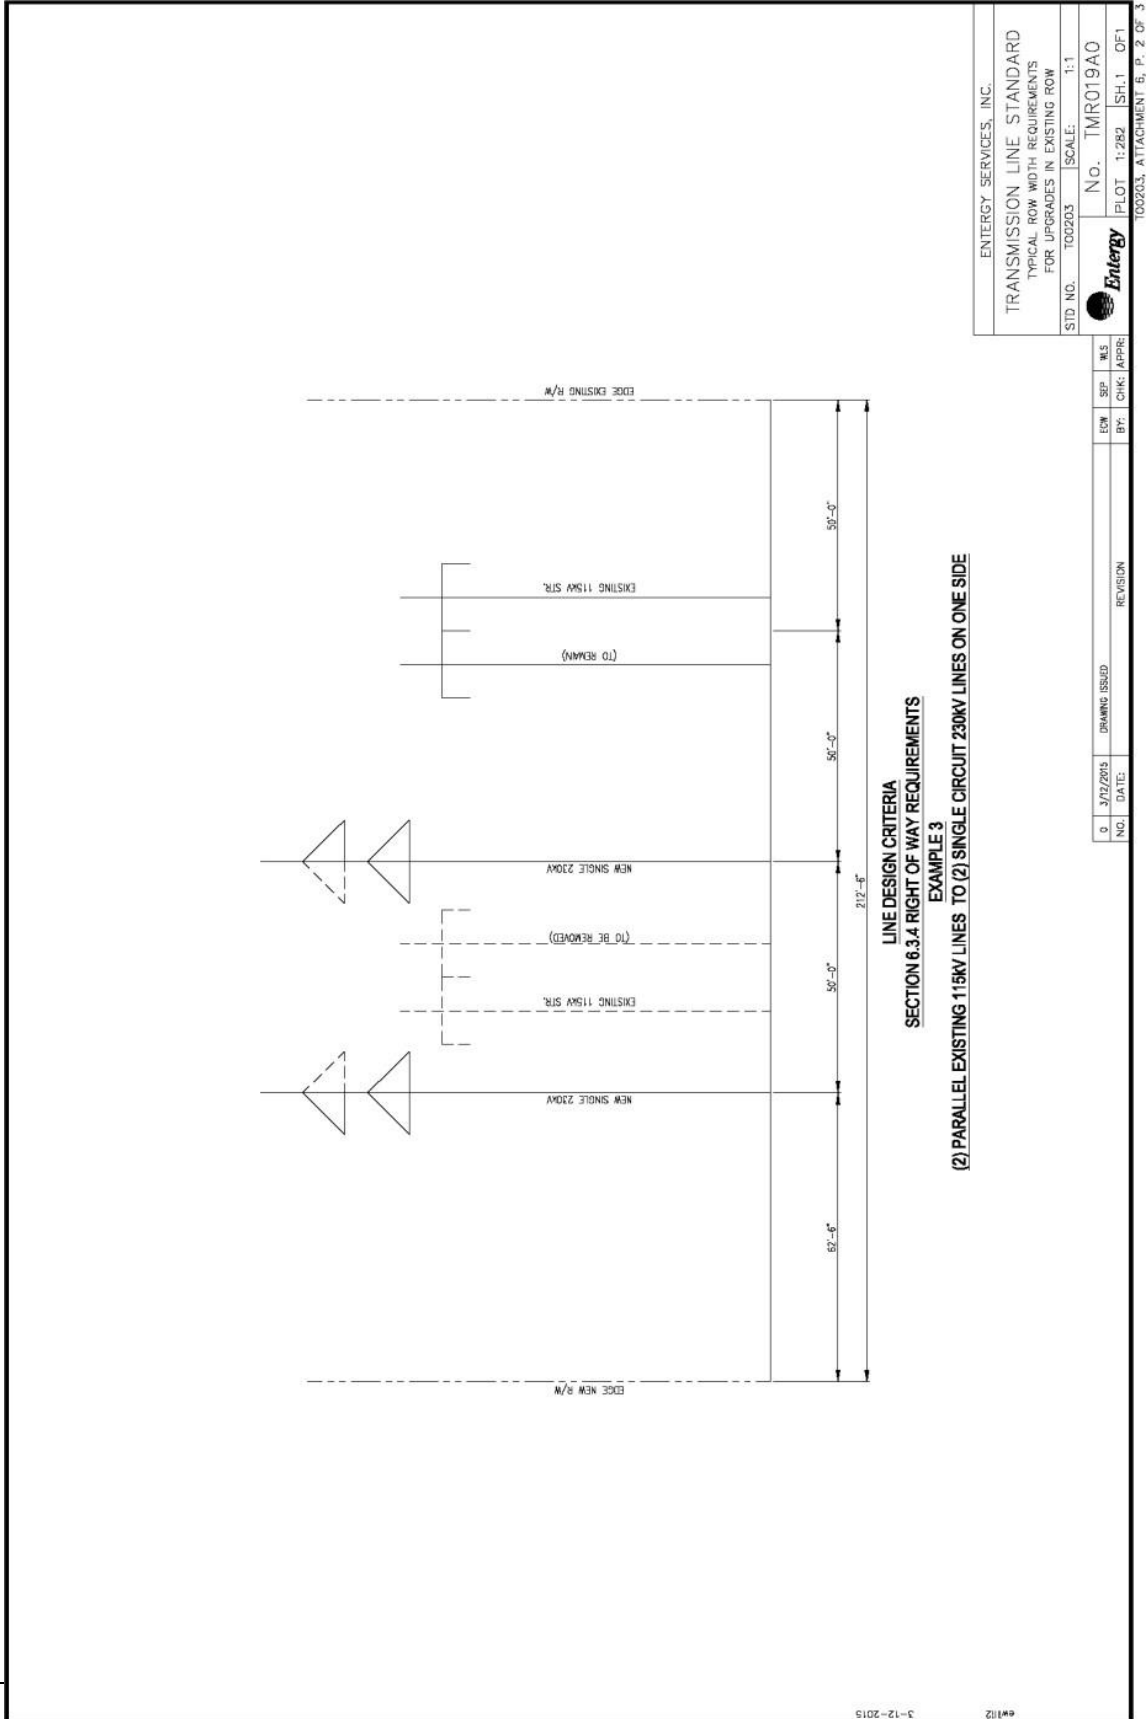 EDGE NEW R/W
NEW SINGLE 230KV
EXISTING 115KV STR.
(TO BE REMOVED)
NEW SINGLE 230KV
(TO REMAIN)
EXISTING 115KV STR.
EDGE EXISTING R/W
62'-6"
50'-0"
50'-0"
50'-0"
212'-6"
LINE DESIGN CRITERIA
SECTION 6.3.4 RIGHT OF WAY REQUIREMENTS
EXAMPLE 3
(2) PARALLEL EXISTING 115KV LINES TO (2) SINGLE CIRCUIT 230KV LINES ON ONE SIDE
ENTERGY SERVICES, INC.
TRANSMISSION LINE STANDARD
TYPICAL ROW WIDTH REQUIREMENTS
FOR UPGRADES IN EXISTING ROW
STD NO. T00203 SCALE: 1:1
Entergy
No. TMR019A0
PLOT 1:282 SH.1 OF1
0 3/12/2015 DRAWING ISSUED ECW SEP WLS
NO. DATE: REVISION BY: CHK: APPR:
T00203, ATTACHMENT 6, P. 2 OF 3
3-12-2015